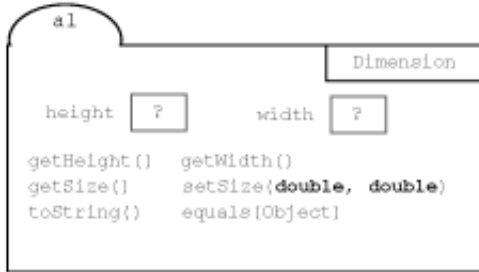 a1
Dimension
height ? width ?
getHeight() getWidth()
getSize() setSize(double, double)
toString() equals[Object]